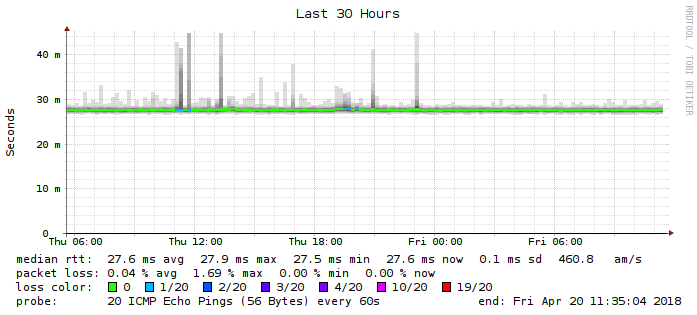 Last 30 Hours
RRDTOOL / TOBI OETIKER
Seconds
40 m
30 m
20 m
10 m
0
Thu 06:00 Thu 12:00 Thu 18:00 Fri 00:00 Fri 06:00
median rtt: 27.6 ms avg 27.9 ms max 27.5 ms min 27.6 ms now 0.1 ms sd 460.8 am/s
packet loss: 0.04 % avg 1.69 % max 0.00 % min 0.00 % now
loss color: 0 1/20 2/20 3/20 4/20 10/20 19/20
probe: 20 ICMP Echo Pings (56 Bytes) every 60s end: Fri Apr 20 11:35:04 2018